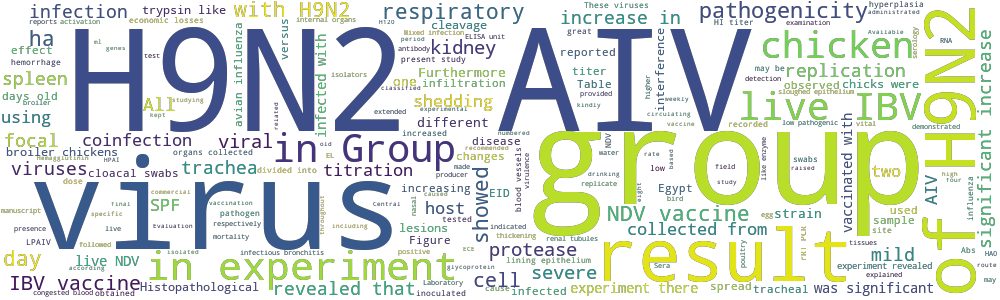 H9N2 AIV
virus
group
result
of H9N2
in Group
in experiment
live IBV
chicken
pathogenicity
respiratory
increase in
significant increase
replication
kidney
infection
trypsin like
with H9N2
economic losses
internal organs
H120
Mixed infection
cleavage
reports
activation
ha
genes
ml
effect
hemorrhage
avian influenza
versus
period
antibody
ELISA unit
present study
test
isolators
classified
spleen
days old
broiler
using
studying
kept
infected with
related
one
Furthermore
infiltration
shedding
different
extended
experimental
All
focal
coinfection
broiler chickens
viruses
cloacal swabs
viral
trachea
divided into
organs collected
Hemagglutinin
HPAI
dose
manuscript
specific
final
presence
live
LPAIV
followed
day
SPF
commercial
vaccination
pathogen
respectively
mortality
Evaluation
isolated
infectious bronchitis
according
live NDV
IBV vaccine
Histopathological
congested blood
obtained
revealed that
titration
increased
disease
changes
recommended
made
producer
increasing
caused
nasal
tested
host
EID
lesions
Figure
positive
glycoprotein
Laboratory
inoculated
ECE
cell
protease
indicated
thickening
showed
numbered
blood vessels
virulence
cause
infected
severe
lining epithelium
renal tubules
These viruses
great
reported
titer
Table
provided
kindly
interference
higher
weekly
circulating
vaccine
NDV
water
rate
based
low
drinking
replicate
eight
field
study
Egypt
bird
NDV vaccine
collected from
egg
strain
Sera
poultry
experiment there
spread
HI titer
hyperplasia
examination
administrated
Available
may be
detection
sloughed epithelium
serology
RNA
observed
chicks were
recorded
low pathogenic
vital
demonstrated
swabs
raised
vaccinated with
AIV
high
four
two
used
sample
site
influenza
tissues
mild
Abs
HA0
route
may
experiment revealed
explained
tracheal
was significant
like enzyme